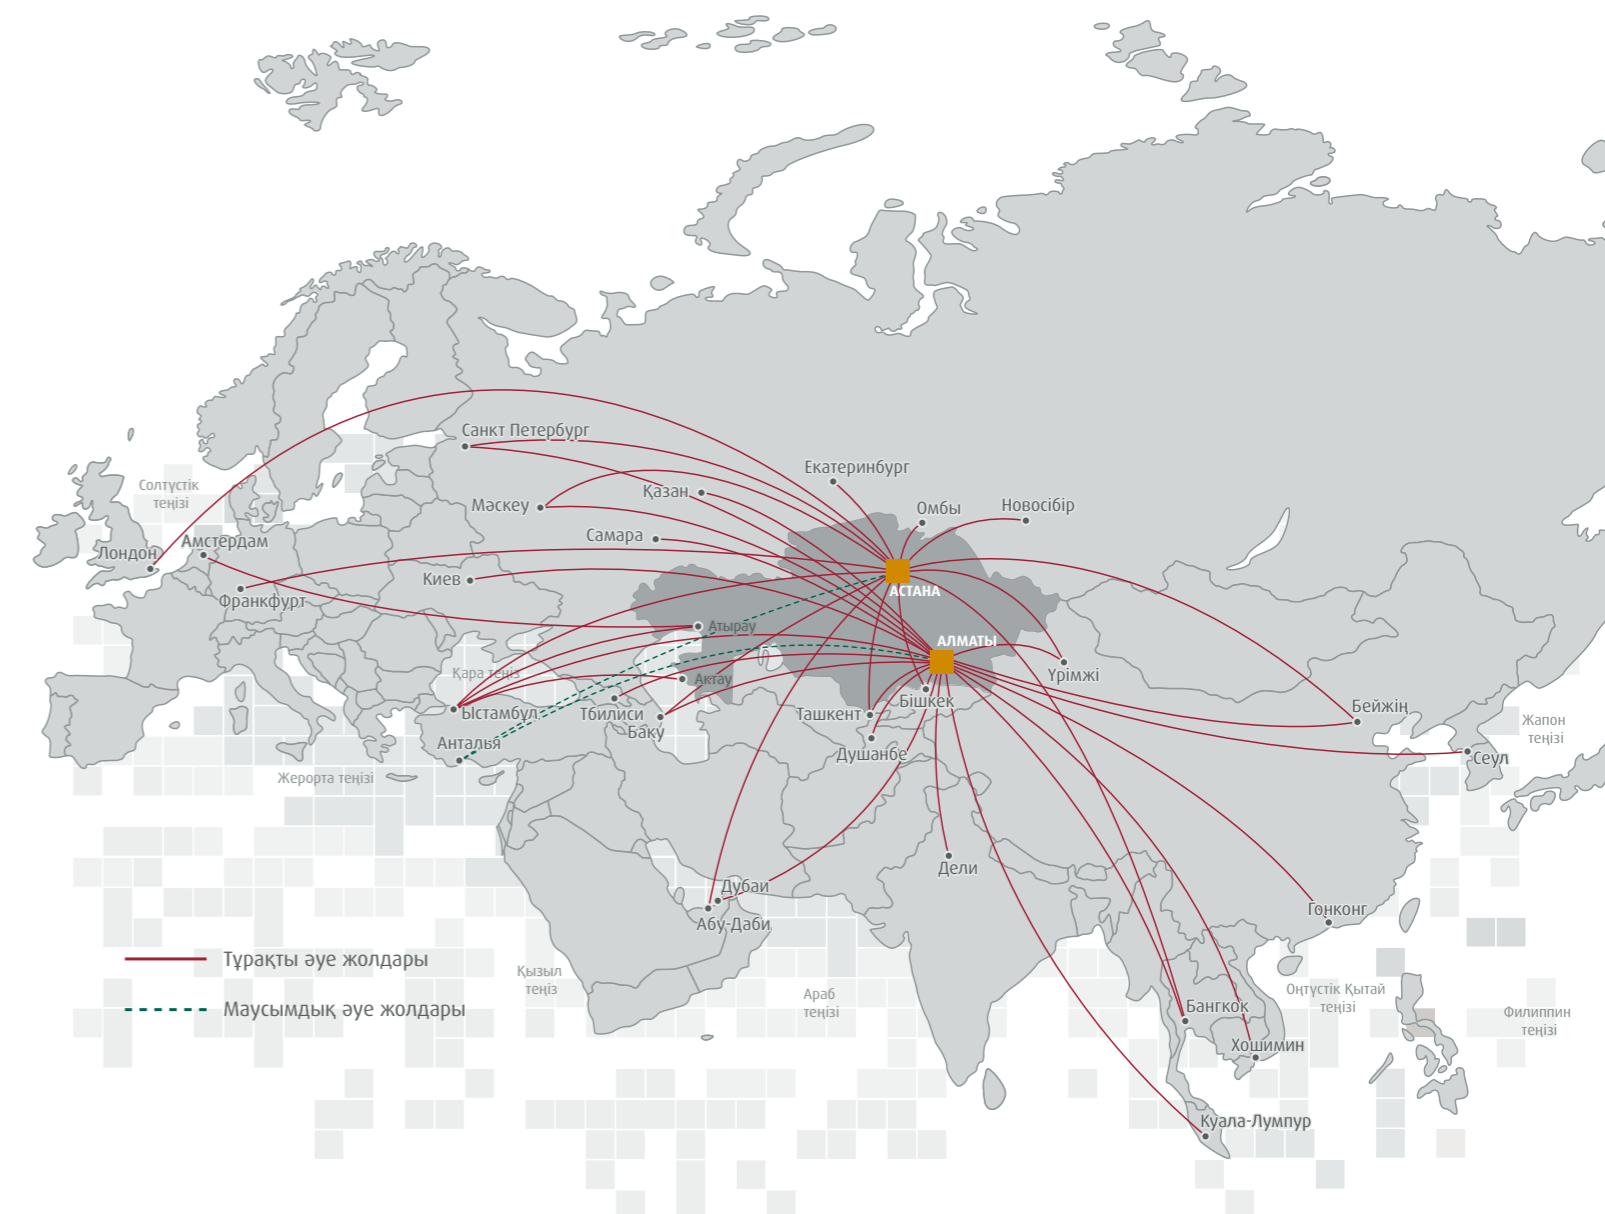 Санкт Петербург
Екатеринбург
Солтүстік
теңізі
Қазан
Мәскеу
Омбы
Новосібір
Самара
Амстердам
Лондон
Киев
Франкфурт
АСТАНА
Атырау
АЛМАТЫ
Қара теңіз
Ақтау
Үрімжі
Бішкек
Ыстамбул
Тбилиси
Ташкент
Бейжің
Жапон
теңізі
Баку
Анталья
Душанбе
Сеул
Жерорта теңізі
Дели
Дубаи
Абу-Даби
Гонконг
Тұрақты әуе жолдары
Қызыл
теңіз
Араб
теңізі
Оңтүстік Қытай
теңізі
Маусымдық әуе жолдары
Бангкок
Филиппин
теңізі
Хошимин
Куала-Лумпур